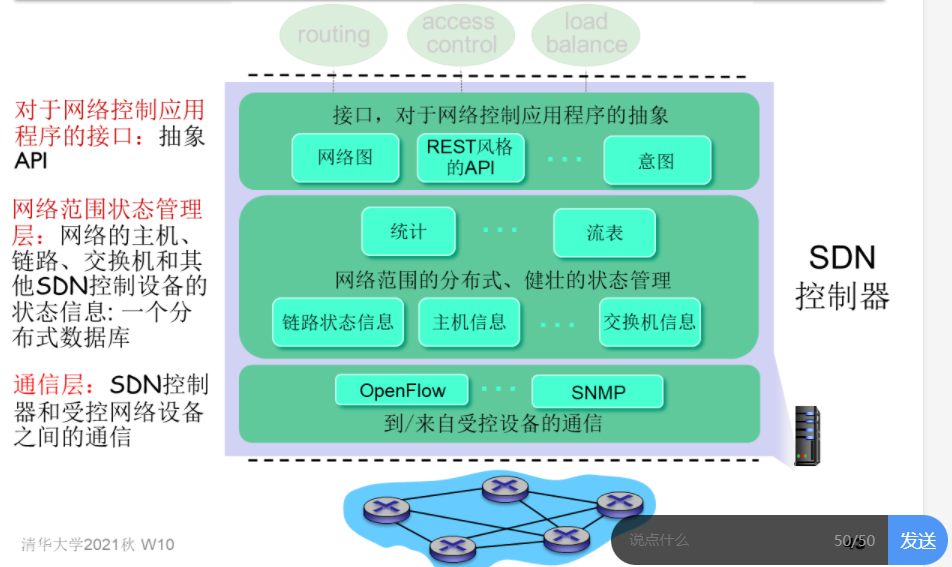 routing
access
control
load
balance
对于网络控制应用
程序的接口：抽象
API
接口，对于网络控制应用程序的抽象
网络图
REST风格
的API
...
意图
网络范围状态管理
层：网络的主机、
链路、交换机和其
他SDN控制设备的
状态信息: 一个分
布式数据库
统计
...
流表
网络范围的分布式、健壮的状态管理
链路状态信息
主机信息
...
交换机信息
SDN
控制器
通信层：SDN控制
器和受控网络设备
之间的通信
OpenFlow
...
SNMP
到/来自受控设备的通信
清华大学2021秋 W10
说点什么
50/50
发送